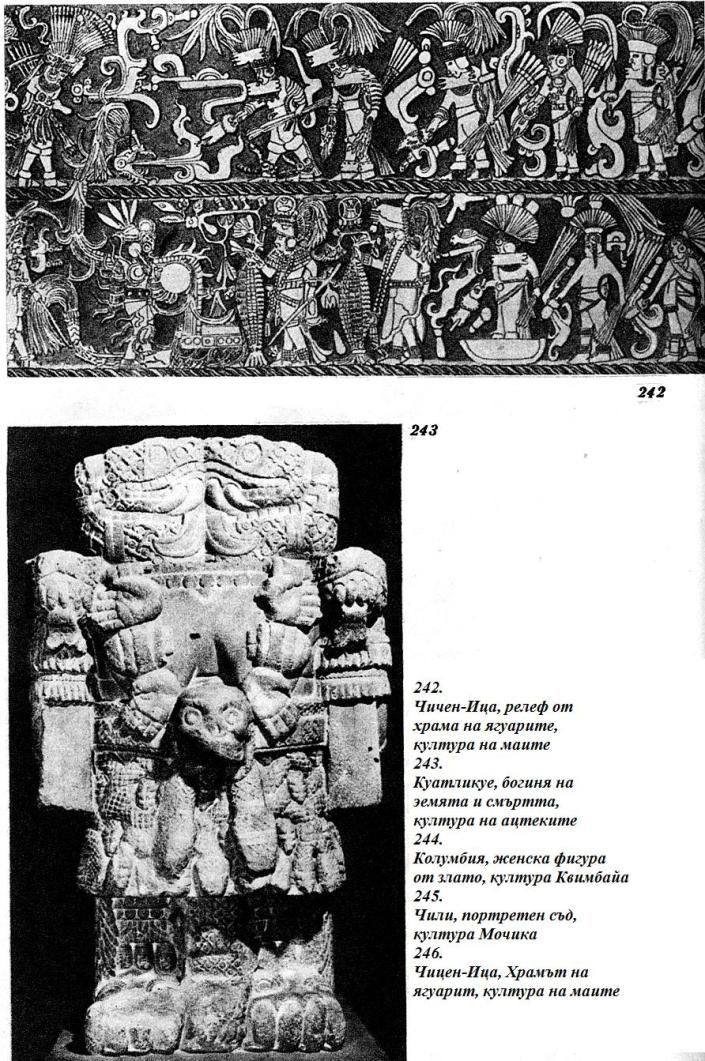 242
243
242.
Чичен-Ица, релеф от
храма на ягуарите,
култура на маите
243.
Куатликуе, богиня на
эемята и смъртта,
култура на ацтеките
244.
Колумбия, женска фигура
от злато, култура Квимбайа
245.
Чили, портретен съд,
култура Мочика
246.
Чицен-Ица, Храмът на
ягуарит, култура на маите